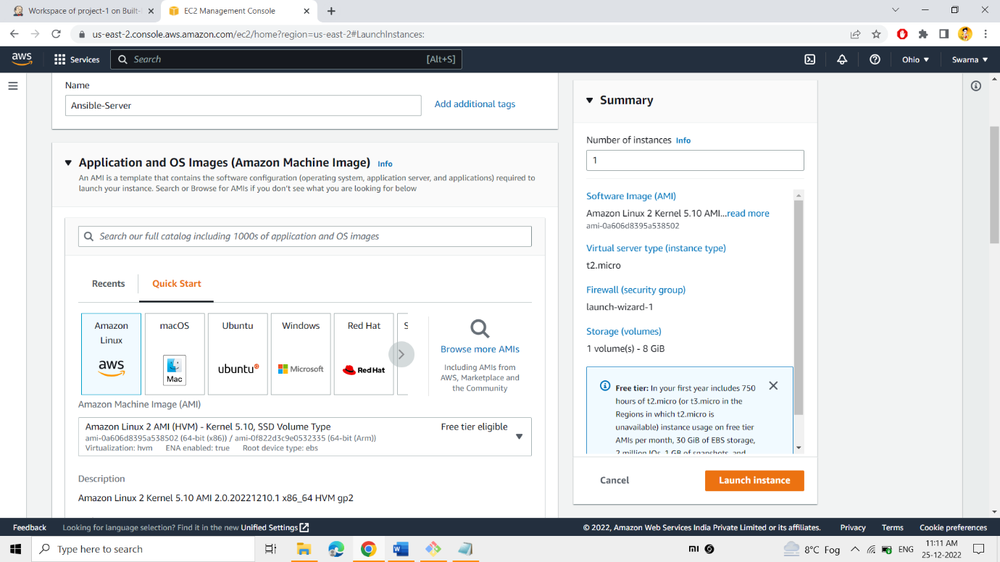 Workspace of project-1 on Built-
EC2 Management Console
us-east-2.console.aws.amazon.com/ec2/home?region=us-east-2#LaunchInstances:
aws
Services
Search
[Alt+S]
Ohio
Swarna
Name
Ansible-Server
Add additional tags
Application and OS Images (Amazon Machine Image) Info
An AMI is a template that contains the software configuration (operating system, application server, and applications) required to
launch your instance. Search or Browse for AMIs if you don't see what you are looking for below
Search our full catalog including 1000s of application and OS images
Recents
Quick Start
Amazon
Linux
aws
macOS
Mac
Ubuntu
ubuntu
Windows
Microsoft
Red Hat
Red Hat
S
Browse more AMIs
Including AMIs from
AWS, Marketplace and
the Community
Amazon Machine Image (AMI)
Amazon Linux 2 AMI (HVM) - Kernel 5.10, SSD Volume Type
Free tier eligible
ami-0a606d8395a538502 (64-bit (x86)) / ami-0f822d3c9e0532335 (64-bit (Arm))
Virtualization: hvm ENA enabled: true Root device type: ebs
Description
Amazon Linux 2 Kernel 5.10 AMI 2.0.20221210.1 x86_64 HVM gp2
Summary
Number of instances Info
1
Software Image (AMI)
Amazon Linux 2 Kernel 5.10 AMI...read more
ami-0a606d8395a538502
Virtual server type (instance type)
t2.micro
Firewall (security group)
launch-wizard-1
Storage (volumes)
1 volume(s) - 8 GiB
Free tier: In your first year includes 750
hours of t2.micro (or t3.micro in the
Regions in which t2.micro is
unavailable) instance usage on free tier
AMIs per month, 30 GiB of EBS storage,
2 million IOs, 1 GB of snapshots, and
Cancel
Launch instance
Feedback
Looking for language selection? Find it in the new Unified Settings
© 2022, Amazon Web Services India Private Limited or its affiliates.
Privacy
Terms
Cookie preferences
Type here to search
8°C Fog
ENG
11:11 AM
25-12-2022